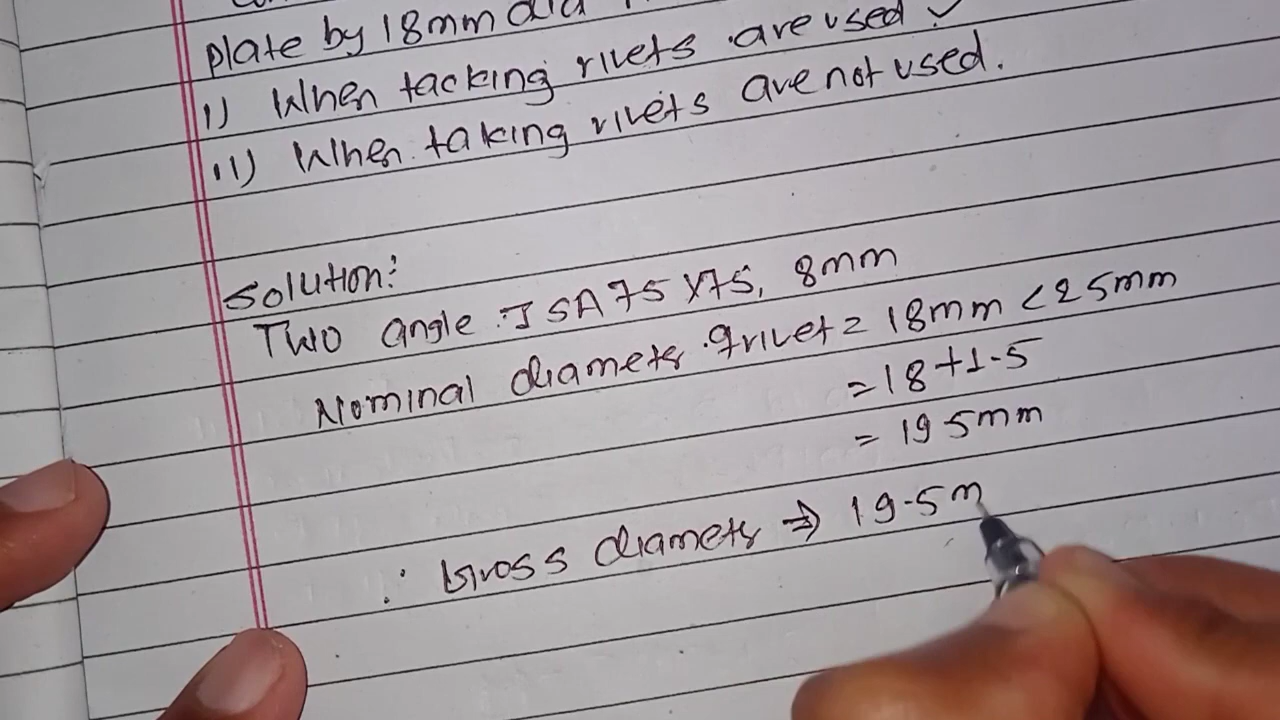 plate by 18mm dia
i) When tacking rivets are used ✓
ii) When taking rivets are not used.
Solution:
Two angle ISA 75 X 75, 8mm
Nominal diameter of rivet = 18mm < 25mm
= 18 + 1.5
= 19.5mm
∴ Gross diameter ⇒ 19.5m